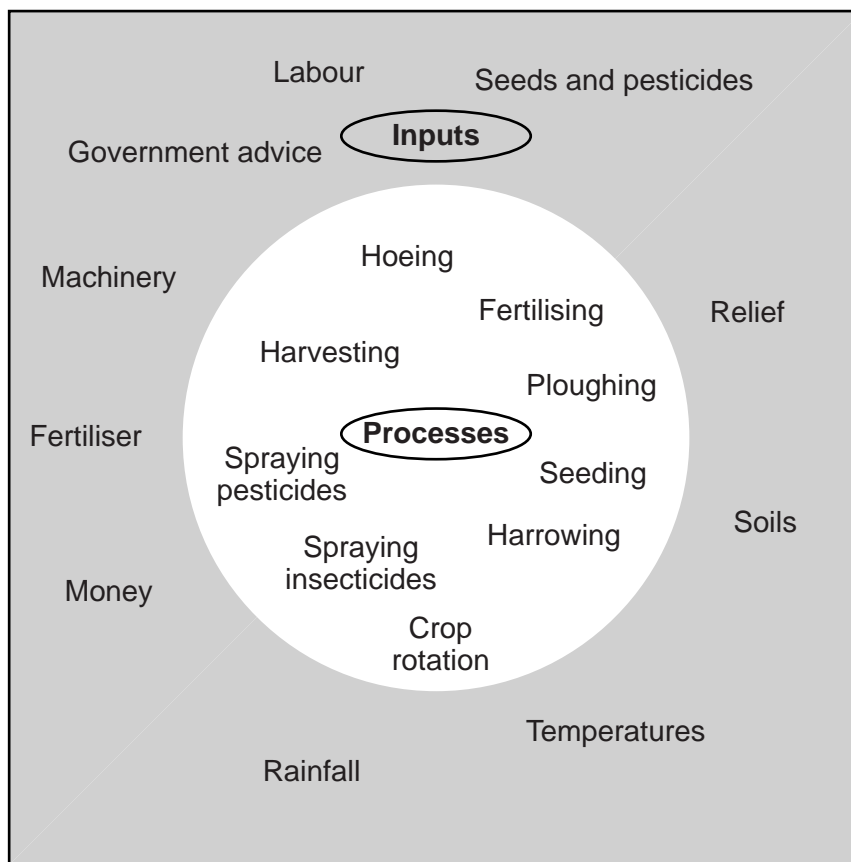 Labour
Seeds and pesticides
Inputs
Government advice
Hoeing
Machinery
Fertilising
Relief
Harvesting
Ploughing
Fertiliser
Processes
Spraying
pesticides
Seeding
Soils
Harrowing
Spraying
insecticides
Money
Crop
rotation
Temperatures
Rainfall